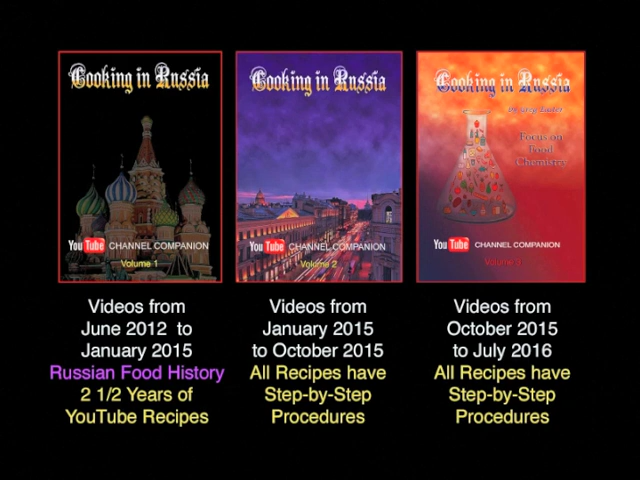 Cooking in Russia
YouTube CHANNEL COMPANION
Volume 1
Videos from
June 2012 to
January 2015
Russian Food History
2 1/2 Years of
YouTube Recipes
Cooking in Russia
YouTube CHANNEL COMPANION
Volume 2
Videos from
January 2015
to October 2015
All Recipes have
Step-by-Step
Procedures
Cooking in Russia
Focus on
Food
Chemistry
YouTube CHANNEL COMPANION
Volume 3
Videos from
October 2015
to July 2016
All Recipes have
Step-by-Step
Procedures